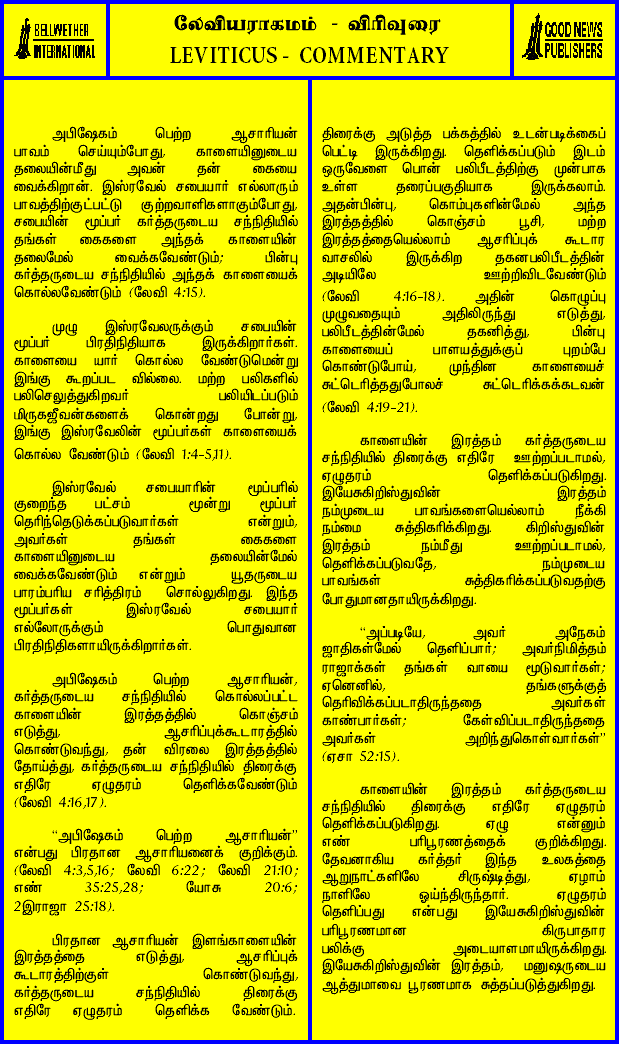 BELLWETHER
INTERNATIONAL
லேவியராகமம் - விரிவுரை
LEVITICUS - COMMENTARY
GOOD NEWS
PUBLISHERS
அபிஷேகம் பெற்ற ஆசாரியன்
பாவம் செய்யும்போது, காளையினுடைய
தலையின்மீது அவன் தன் கையை
வைக்கிறான். இஸ்ரவேல் சபையார் எல்லாரும்
பாவத்திற்குட்பட்டு குற்றவாளிகளாகும்போது,
சபையின் மூப்பர் கர்த்தருடைய சந்நிதியில்
தங்கள் கைகளை அந்தக் காளையின்
தலைமேல் வைக்கவேண்டும்; பின்பு
கர்த்தருடைய சந்நிதியில் அந்தக் காளையைக்
கொல்லவேண்டும் (லேவி 4:15).
முழு இஸ்ரவேலருக்கும் சபையின்
மூப்பர் பிரதிநிதியாக இருக்கிறார்கள்.
காளையை யார் கொல்ல வேண்டுமென்று
இங்கு கூறப்பட வில்லை. மற்ற பலிகளில்
பலிசெலுத்துகிறவர் பலியிடப்படும்
மிருகஜீவன்களைக் கொன்றது போன்று,
இங்கு இஸ்ரவேலின் மூப்பர்கள் காளையைக்
கொல்ல வேண்டும் (லேவி 1:4-5,11).
இஸ்ரவேல் சபையாரின் மூப்பரில்
குறைந்த பட்சம் மூன்று மூப்பர்
தெரிந்தெடுக்கப்படுவார்கள் என்றும்,
அவர்கள் தங்கள் கைகளை
காளையினுடைய தலையின்மேல்
வைக்கவேண்டும் என்றும் யூதருடைய
பாரம்பரிய சரித்திரம் சொல்லுகிறது. இந்த
மூப்பர்கள் இஸ்ரவேல் சபையார்
எல்லோருக்கும் பொதுவான
பிரதிநிதிகளாயிருக்கிறார்கள்.
அபிஷேகம் பெற்ற ஆசாரியன்,
கர்த்தருடைய சந்நிதியில் கொல்லப்பட்ட
காளையின் இரத்தத்தில் கொஞ்சம்
எடுத்து, ஆசரிப்புக்கூடாரத்தில்
கொண்டுவந்து, தன் விரலை இரத்தத்தில்
தோய்த்து, கர்த்தருடைய சந்நிதியில் திரைக்கு
எதிரே ஏழுதரம் தெளிக்கவேண்டும்
(லேவி 4:16,17).
“அபிஷேகம் பெற்ற ஆசாரியன்”
என்பது பிரதான ஆசாரியனைக் குறிக்கும்.
(லேவி 4:3,5,16; லேவி 6:22; லேவி 21:10;
எண் 35:25,28; யோசு 20:6;
2இராஜா 25:18).
பிரதான ஆசாரியன் இளங்காளையின்
இரத்தத்தை எடுத்து, ஆசரிப்புக்
கூடாரத்திற்குள் கொண்டுவந்து,
கர்த்தருடைய சந்நிதியில் திரைக்கு
எதிரே ஏழுதரம் தெளிக்க வேண்டும்.
திரைக்கு அடுத்த பக்கத்தில் உடன்படிக்கைப்
பெட்டி இருக்கிறது. தெளிக்கப்படும் இடம்
ஒருவேளை பொன் பலிபீடத்திற்கு முன்பாக
உள்ள தரைப்பகுதியாக இருக்கலாம்.
அதன்பின்பு, கொம்புகளின்மேல் அந்த
இரத்தத்தில் கொஞ்சம் பூசி, மற்ற
இரத்தத்தையெல்லாம் ஆசரிப்புக் கூடார
வாசலில் இருக்கிற தகனபலிபீடத்தின்
அடியிலே ஊற்றிவிடவேண்டும்
(லேவி 4:16-18). அதின் கொழுப்பு
முழுவதையும் அதிலிருந்து எடுத்து,
பலிபீடத்தின்மேல் தகனித்து, பின்பு
காளையைப் பாளயத்துக்குப் புறம்பே
கொண்டுபோய், முந்தின காளையைச்
சுட்டெரித்ததுபோலச் சுட்டெரிக்கக்கடவன்
(லேவி 4:19-21).
காளையின் இரத்தம் கர்த்தருடைய
சந்நிதியில் திரைக்கு எதிரே ஊற்றப்படாமல்,
ஏழுதரம் தெளிக்கப்படுகிறது.
இயேசுகிறிஸ்துவின் இரத்தம்
நம்முடைய பாவங்களையெல்லாம் நீக்கி
நம்மை சுத்திகரிக்கிறது. கிறிஸ்துவின்
இரத்தம் நம்மீது ஊற்றப்படாமல்,
தெளிக்கப்படுவதே, நம்முடைய
பாவங்கள் சுத்திகரிக்கப்படுவதற்கு
போதுமானதாயிருக்கிறது.
“அப்படியே, அவர் அநேகம்
ஜாதிகள்மேல் தெளிப்பார்; அவர்நிமித்தம்
ராஜாக்கள் தங்கள் வாயை மூடுவார்கள்;
ஏனெனில், தங்களுக்குத்
தெரிவிக்கப்படாதிருந்ததை அவர்கள்
காண்பார்கள்; கேள்விப்படாதிருந்ததை
அவர்கள் அறிந்துகொள்வார்கள்”
(ஏசா 52:15).
காளையின் இரத்தம் கர்த்தருடைய
சந்நிதியில் திரைக்கு எதிரே ஏழுதரம்
தெளிக்கப்படுகிறது. ஏழு என்னும்
எண் பரிபூரணத்தைக் குறிக்கிறது.
தேவனாகிய கர்த்தர் இந்த உலகத்தை
ஆறுநாட்களிலே சிருஷ்டித்து, ஏழாம்
நாளிலே ஓய்ந்திருந்தார். ஏழுதரம்
தெளிப்பது என்பது இயேசுகிறிஸ்துவின்
பரிபூரணமான கிருபாதார
பலிக்கு அடையாளமாயிருக்கிறது.
இயேசுகிறிஸ்துவின் இரத்தம், மனுஷருடைய
ஆத்துமாவை பூரணமாக சுத்தப்படுத்துகிறது.